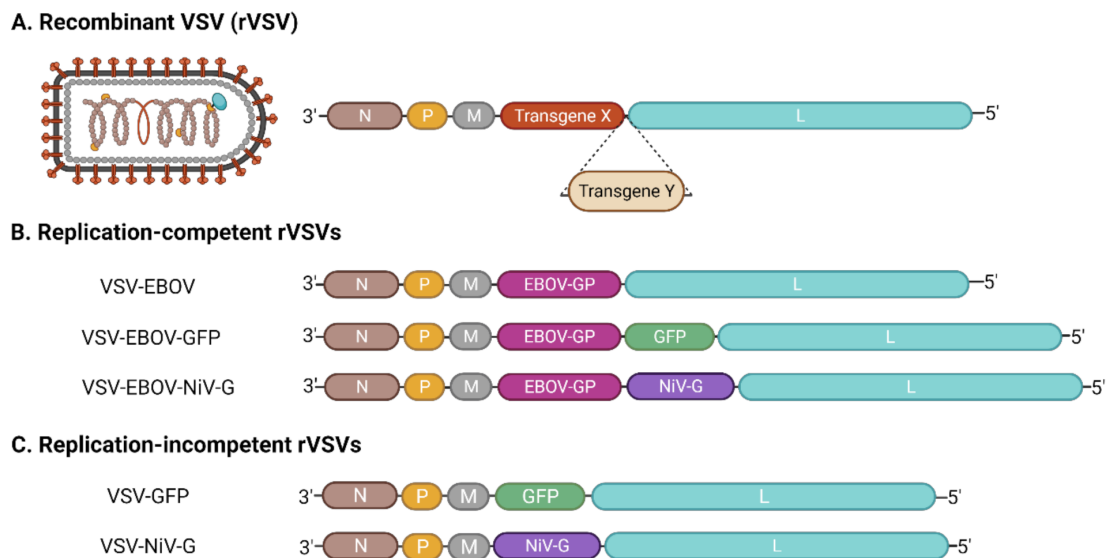 A. Recombinant VSV (rVSV)
3' N P M Transgene X L 5'
Transgene Y
B. Replication-competent rVSVs
VSV-EBOV 3' N P M EBOV-GP L 5'
VSV-EBOV-GFP 3' N P M EBOV-GP GFP L 5'
VSV-EBOV-NiV-G 3' N P M EBOV-GP NiV-G L 5'
C. Replication-incompetent rVSVs
VSV-GFP 3' N P M GFP L 5'
VSV-NiV-G 3' N P M NiV-G L 5'